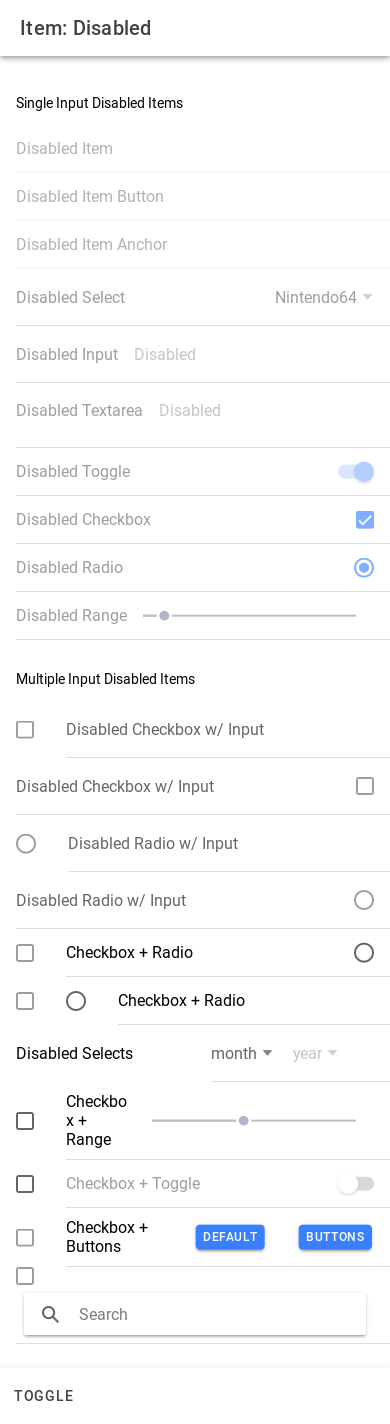 Item: Disabled
Single Input Disabled Items
Disabled Item
Disabled Item Button
Disabled Item Anchor
Disabled Select Nintendo64
Disabled Input Disabled
Disabled Textarea Disabled
Disabled Toggle
Disabled Checkbox
Disabled Radio
Disabled Range
Multiple Input Disabled Items
Disabled Checkbox w/ Input
Disabled Checkbox w/ Input
Disabled Radio w/ Input
Disabled Radio w/ Input
Checkbox + Radio
Checkbox + Radio
Disabled Selects month year
Checkbo
x +
Range
Checkbox + Toggle
Checkbox +
Buttons
DEFAULT BUTTONS
Search
TOGGLE